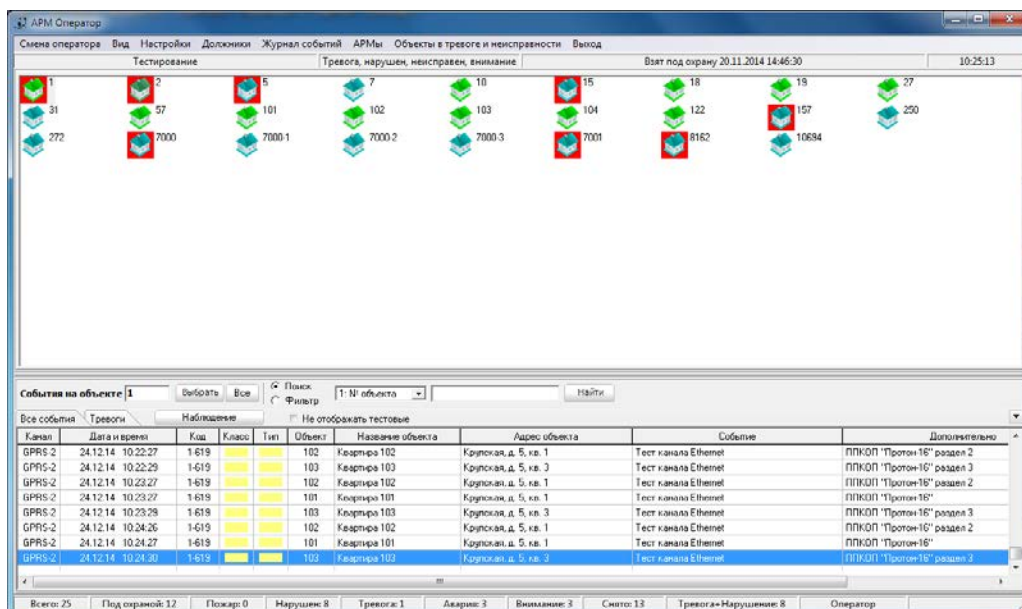 АРМ Оператор
Смена оператора Вид Настройки Должники Журнал событий АРМы Объекты в тревоге и неисправности Выход
Тестирование Тревога, нарушен, неисправен, внимание Взят под охрану 20.11.2014 14:46:30 10:25:13
1 2 5 7 10 15 18 19 27
31 57 101 102 103 104 122 157 250
272 7000 7000-1 7000-2 7000-3 7001 8162 10694
События на объекте 1 Выбрать Все Поиск Фильтр 1: № объекта Найти
Все события Тревоги Наблюдение Не отображать тестовые
Канал Дата и время Код Класс Тип Объект Название объекта Адрес объекта Событие Дополнительно
GPRS-2 24.12.14 10:22:27 1-619 102 Квартира 102 Крупская, д. 5, кв. 1 Тест канала Ethernet ППКОП "Протон-16" раздел 2
GPRS-2 24.12.14 10:22:29 1-619 103 Квартира 103 Крупская, д. 5, кв. 3 Тест канала Ethernet ППКОП "Протон-16" раздел 3
GPRS-2 24.12.14 10:23:27 1-619 102 Квартира 102 Крупская, д. 5, кв. 1 Тест канала Ethernet ППКОП "Протон-16" раздел 2
GPRS-2 24.12.14 10:23:27 1-619 101 Квартира 101 Крупская, д. 5, кв. 1 Тест канала Ethernet ППКОП "Протон-16"
GPRS-2 24.12.14 10:23:29 1-619 103 Квартира 103 Крупская, д. 5, кв. 3 Тест канала Ethernet ППКОП "Протон-16" раздел 3
GPRS-2 24.12.14 10:24:26 1-619 102 Квартира 102 Крупская, д. 5, кв. 1 Тест канала Ethernet ППКОП "Протон-16" раздел 2
GPRS-2 24.12.14 10:24:27 1-619 101 Квартира 101 Крупская, д. 5, кв. 1 Тест канала Ethernet ППКОП "Протон-16"
GPRS-2 24.12.14 10:24:30 1-619 103 Квартира 103 Крупская, д. 5, кв. 3 Тест канала Ethernet ППКОП "Протон-16" раздел 3
Всего: 25 Под охраной: 12 Пожар: 0 Нарушен: 8 Тревога: 1 Авария: 3 Внимание: 3 Снято: 13 Тревога+Нарушение: 8 Оператор